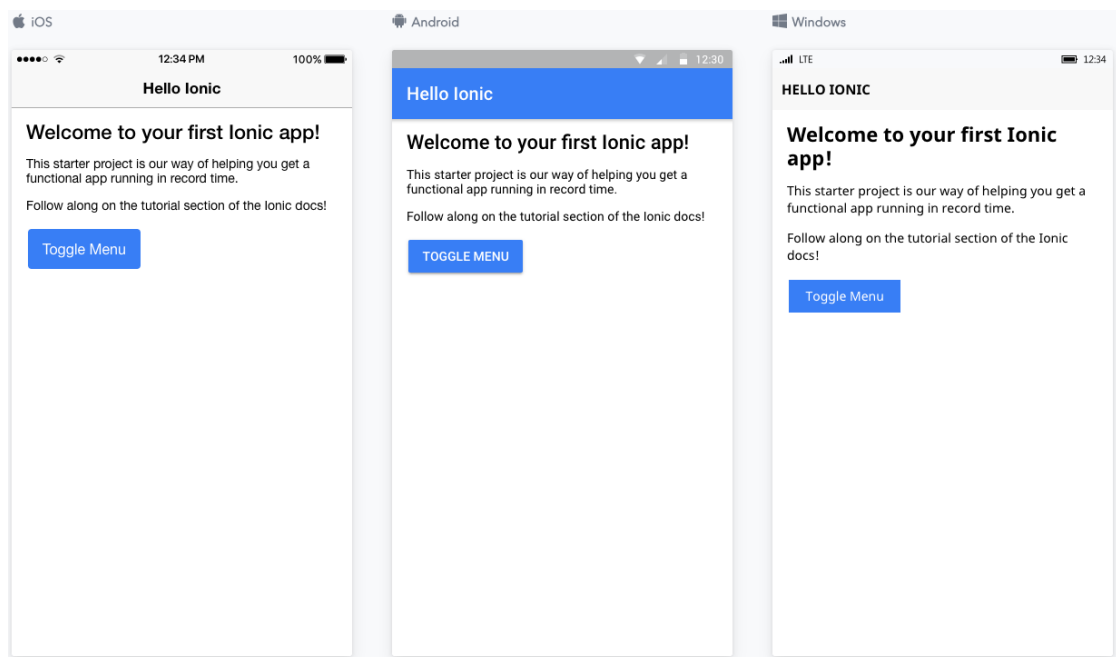 iOS
12:34 PM
100%
Hello Ionic
Welcome to your first Ionic app!
This starter project is our way of helping you get a
functional app running in record time.
Follow along on the tutorial section of the Ionic docs!
Toggle Menu
Android
12:30
Hello Ionic
Welcome to your first Ionic app!
This starter project is our way of helping you get a
functional app running in record time.
Follow along on the tutorial section of the Ionic docs!
TOGGLE MENU
Windows
LTE
12:34
HELLO IONIC
Welcome to your first Ionic
app!
This starter project is our way of helping you get a
functional app running in record time.
Follow along on the tutorial section of the Ionic
docs!
Toggle Menu